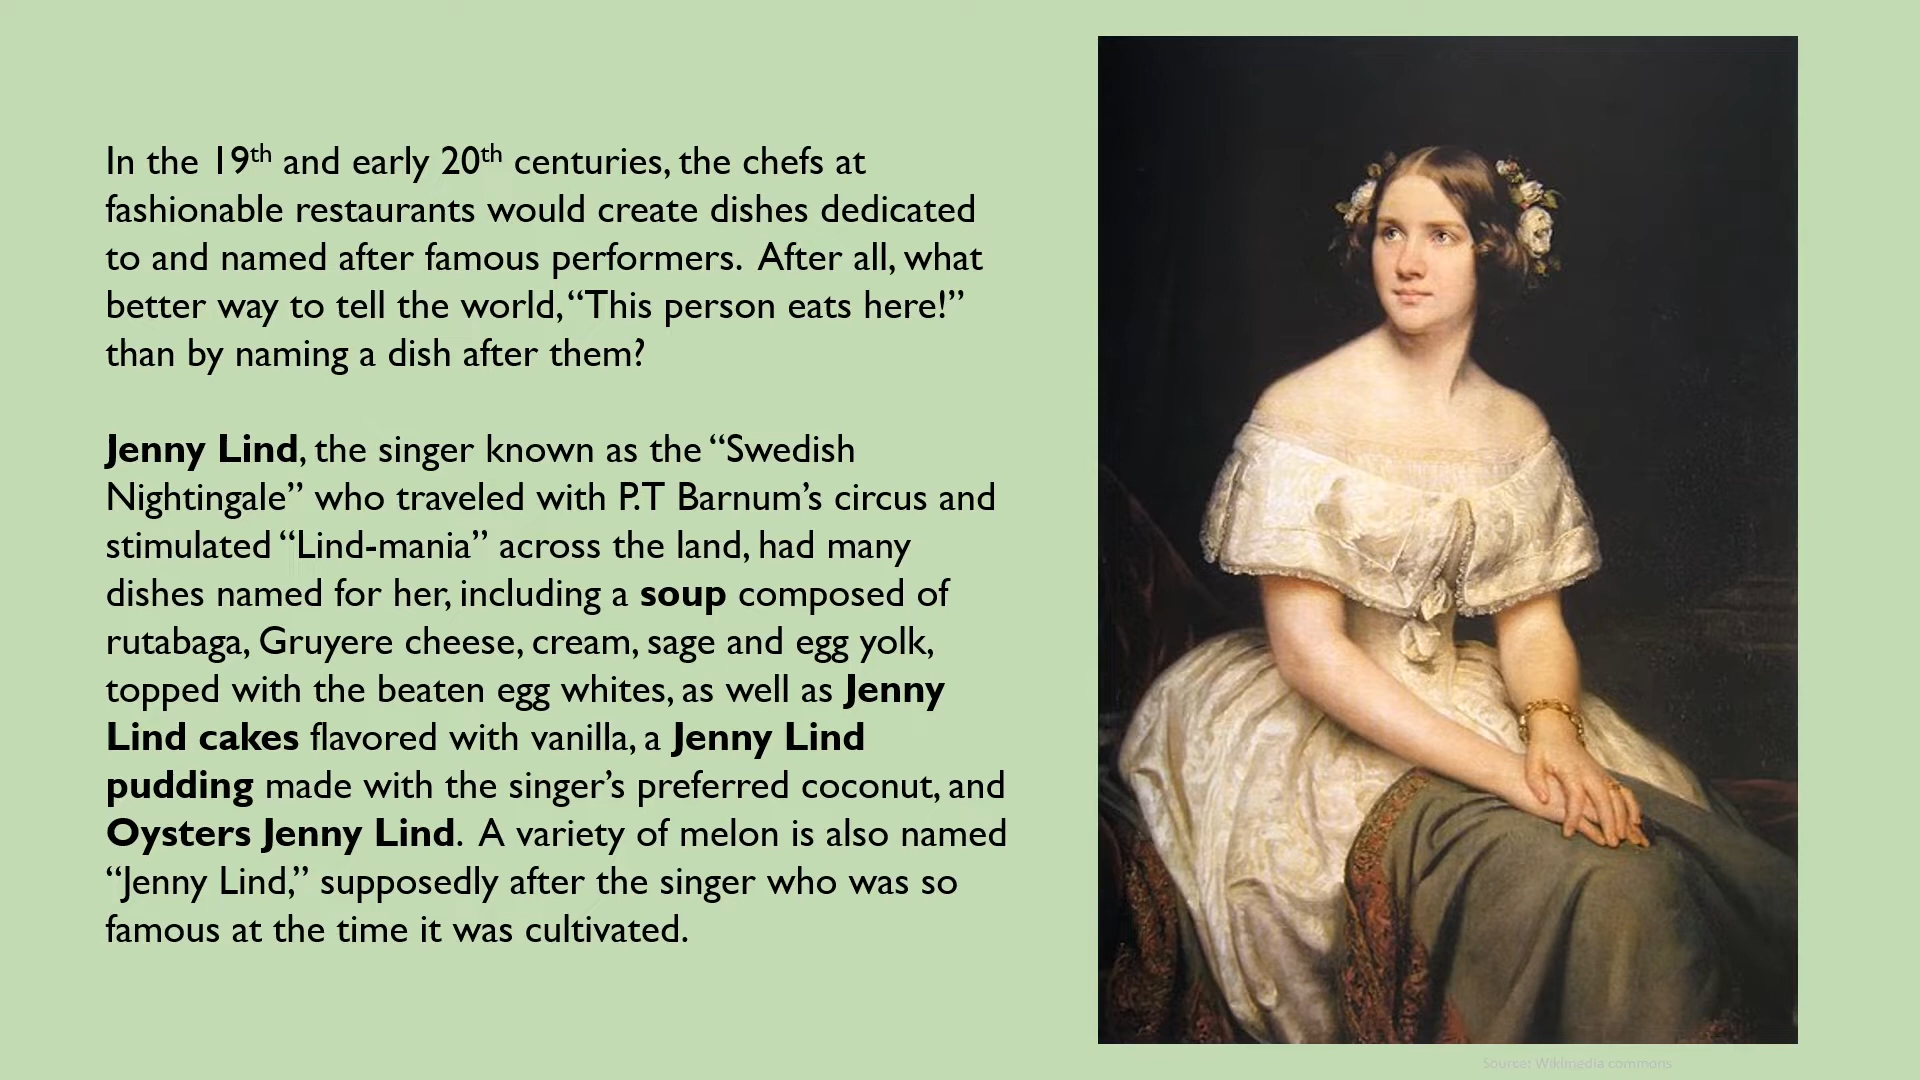 In the 19th and early 20th centuries, the chefs at
fashionable restaurants would create dishes dedicated
to and named after famous performers.  After all, what
better way to tell the world, “This person eats here!”
than by naming a dish after them?
Jenny Lind, the singer known as the “Swedish
Nightingale” who traveled with P.T Barnum’s circus and
stimulated “Lind-mania” across the land, had many
dishes named for her, including a soup composed of
rutabaga, Gruyere cheese, cream, sage and egg yolk,
topped with the beaten egg whites, as well as Jenny
Lind cakes flavored with vanilla, a Jenny Lind
pudding made with the singer’s preferred coconut, and
Oysters Jenny Lind.  A variety of melon is also named
“Jenny Lind,” supposedly after the singer who was so
famous at the time it was cultivated.
Source: Wikimedia commons